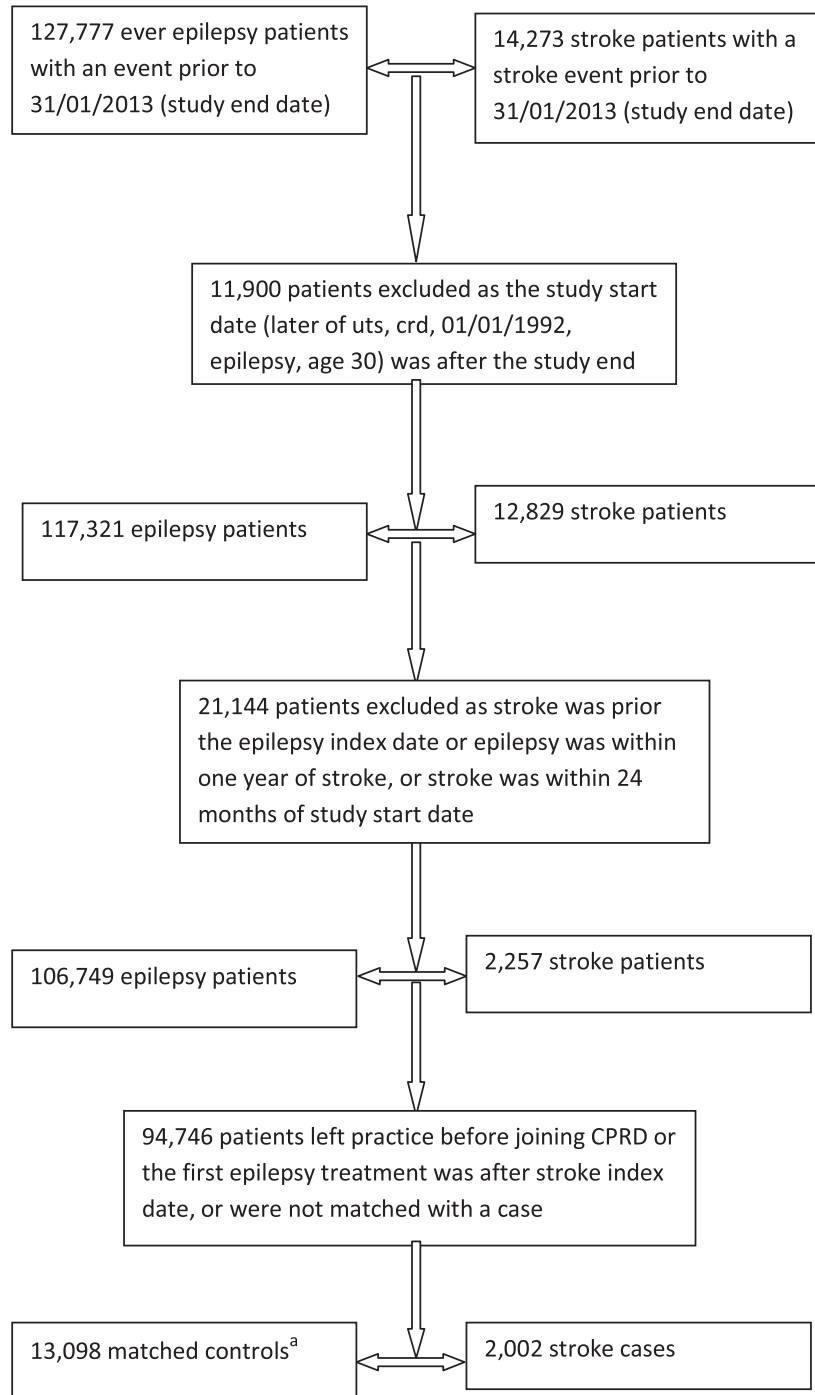 127,777 ever epilepsy patients
with an event prior to
31/01/2013 (study end date)
14,273 stroke patients with a
stroke event prior to
31/01/2013 (study end date)
11,900 patients excluded as the study start
date (later of uts, crd, 01/01/1992,
epilepsy, age 30) was after the study end
117,321 epilepsy patients
12,829 stroke patients
21,144 patients excluded as stroke was prior
the epilepsy index date or epilepsy was within
one year of stroke, or stroke was within 24
months of study start date
106,749 epilepsy patients
2,257 stroke patients
94,746 patients left practice before joining CPRD or
the first epilepsy treatment was after stroke index
date, or were not matched with a case
13,098 matched controlsᵃ
2,002 stroke cases